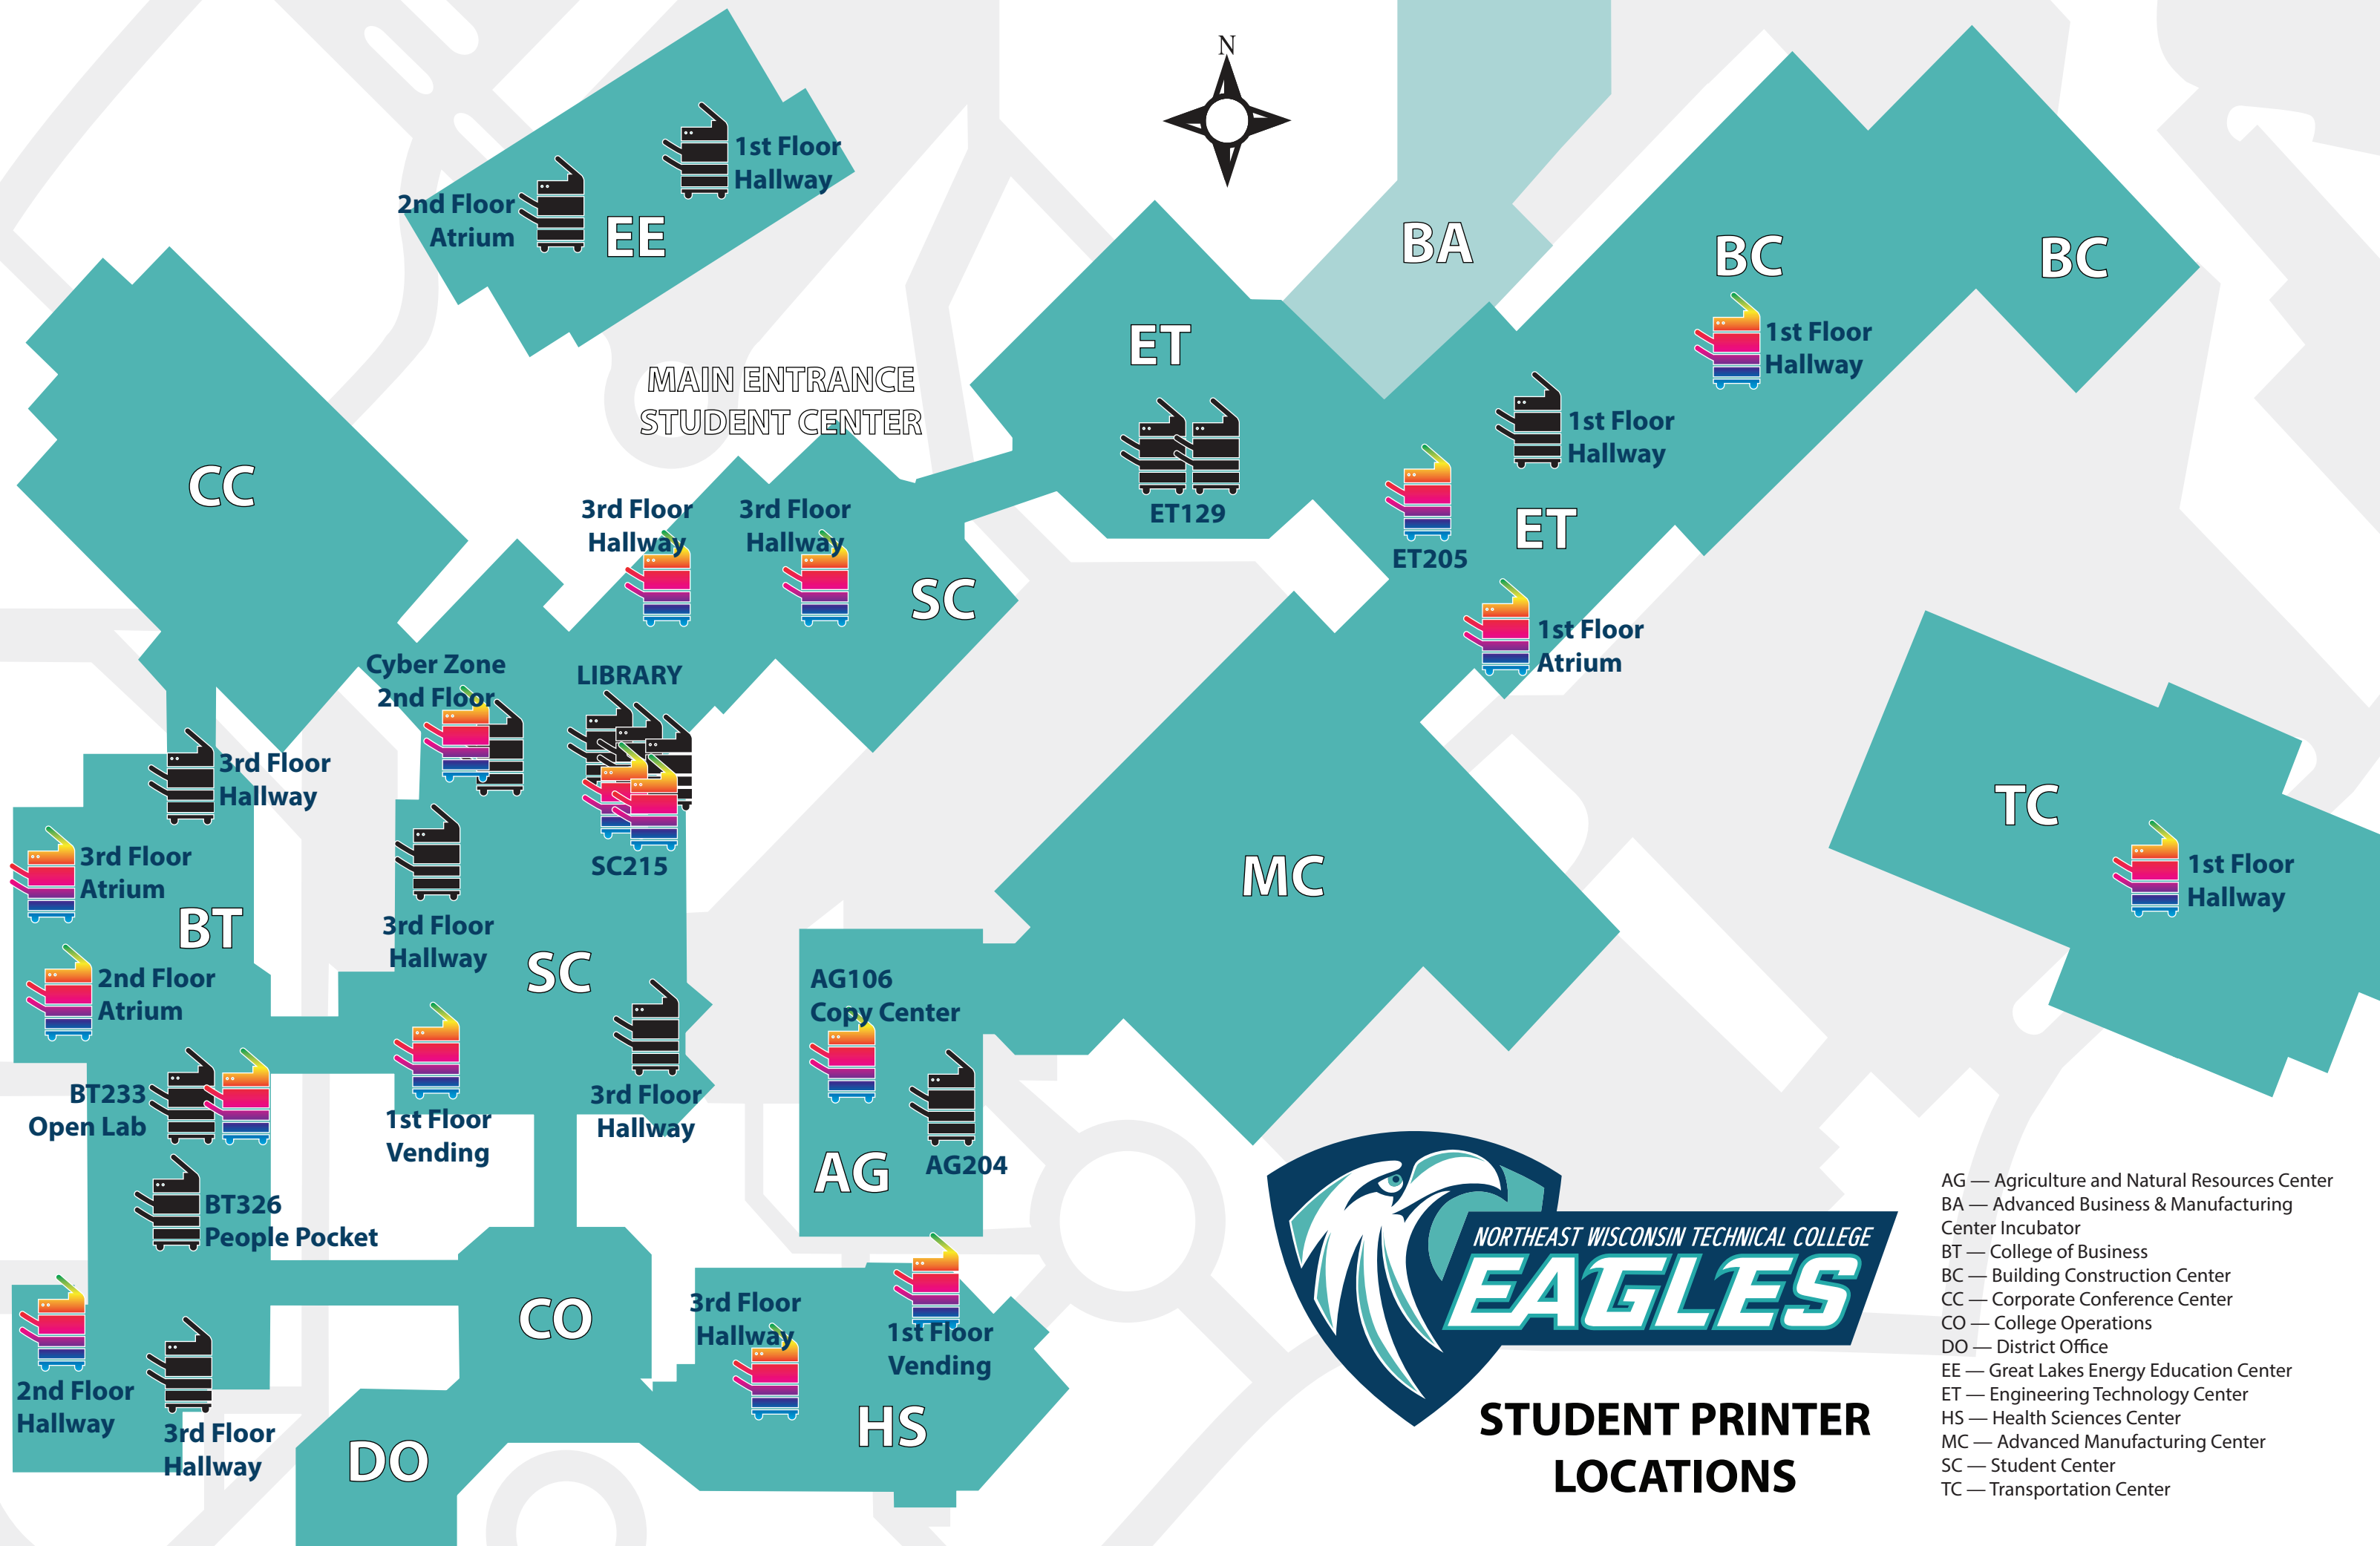 N
1st Floor
Hallway
2nd Floor
Atrium
EE
BA
BC
BC
MAIN ENTRANCE
STUDENT CENTER
ET
1st Floor
Hallway
1st Floor
Hallway
CC
ET129
ET205
ET
1st Floor
Atrium
3rd Floor
Hallway
3rd Floor
Hallway
SC
Cyber Zone
2nd Floor
LIBRARY
SC215
3rd Floor
Hallway
3rd Floor
Atrium
BT
2nd Floor
Atrium
3rd Floor
Hallway
SC
MC
TC
1st Floor
Hallway
AG106
Copy Center
BT233
Open Lab
1st Floor
Vending
3rd Floor
Hallway
AG
AG204
BT326
People Pocket
CO
3rd Floor
Hallway
1st Floor
Vending
2nd Floor
Hallway
3rd Floor
Hallway
DO
HS
NORTHEAST WISCONSIN TECHNICAL COLLEGE
EAGLES
STUDENT PRINTER
LOCATIONS
AG — Agriculture and Natural Resources Center
BA — Advanced Business & Manufacturing
Center Incubator
BT — College of Business
BC — Building Construction Center
CC — Corporate Conference Center
CO — College Operations
DO — District Office
EE — Great Lakes Energy Education Center
ET — Engineering Technology Center
HS — Health Sciences Center
MC — Advanced Manufacturing Center
SC — Student Center
TC — Transportation Center